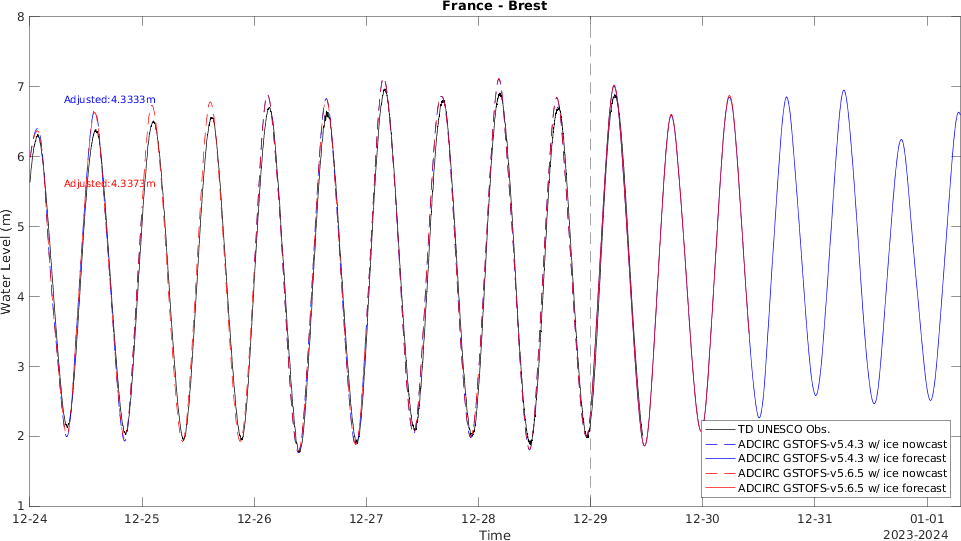 France - Brest
8
7
6
5
4
3
2
1
Water Level (m)
Adjusted:4.3333m
Adjusted:4.3373m
TD UNESCO Obs.
ADCIRC GSTOFS-v5.4.3 w/ ice nowcast
ADCIRC GSTOFS-v5.4.3 w/ ice forecast
ADCIRC GSTOFS-v5.6.5 w/ ice nowcast
ADCIRC GSTOFS-v5.6.5 w/ ice forecast
12-24 12-25 12-26 12-27 12-28 12-29 12-30 12-31 01-01
Time
2023-2024